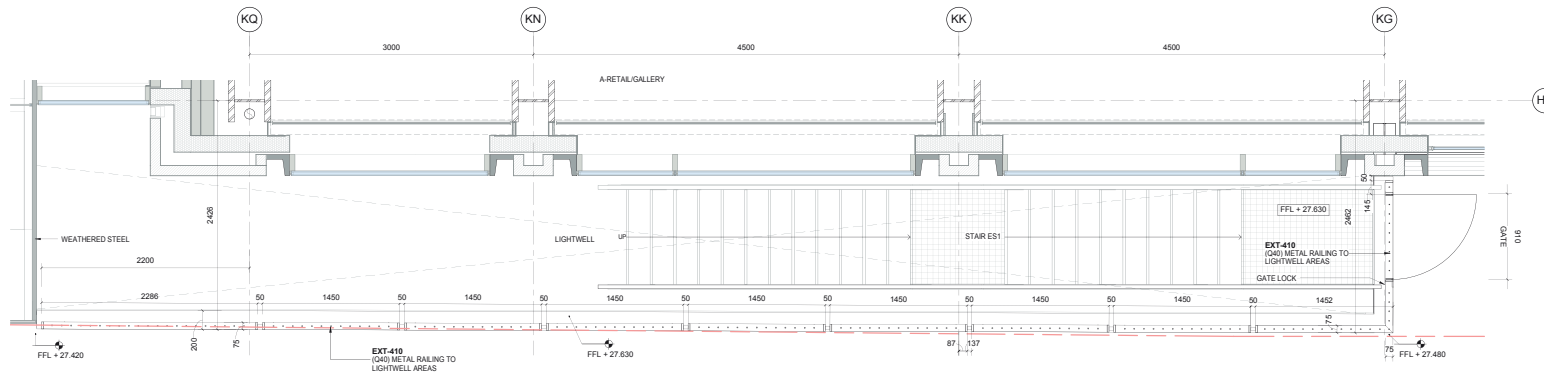 KQ
KN
KK
KG
3000
4500
4500
A-RETAIL/GALLERY
H
50
145
2426
2462
FFL + 27.630
910
GATE
WEATHERED STEEL
LIGHTWELL
UP
STAIR ES1
EXT-410
(Q40) METAL RAILING TO
LIGHTWELL AREAS
2200
GATE LOCK
2286
50
1450
50
1450
50
1450
50
1450
50
1450
50
1450
50
1450
50
1452
200
75
75
FFL + 27.420
EXT-410
(Q40) METAL RAILING TO
LIGHTWELL AREAS
FFL + 27.630
87
137
75
FFL + 27.480